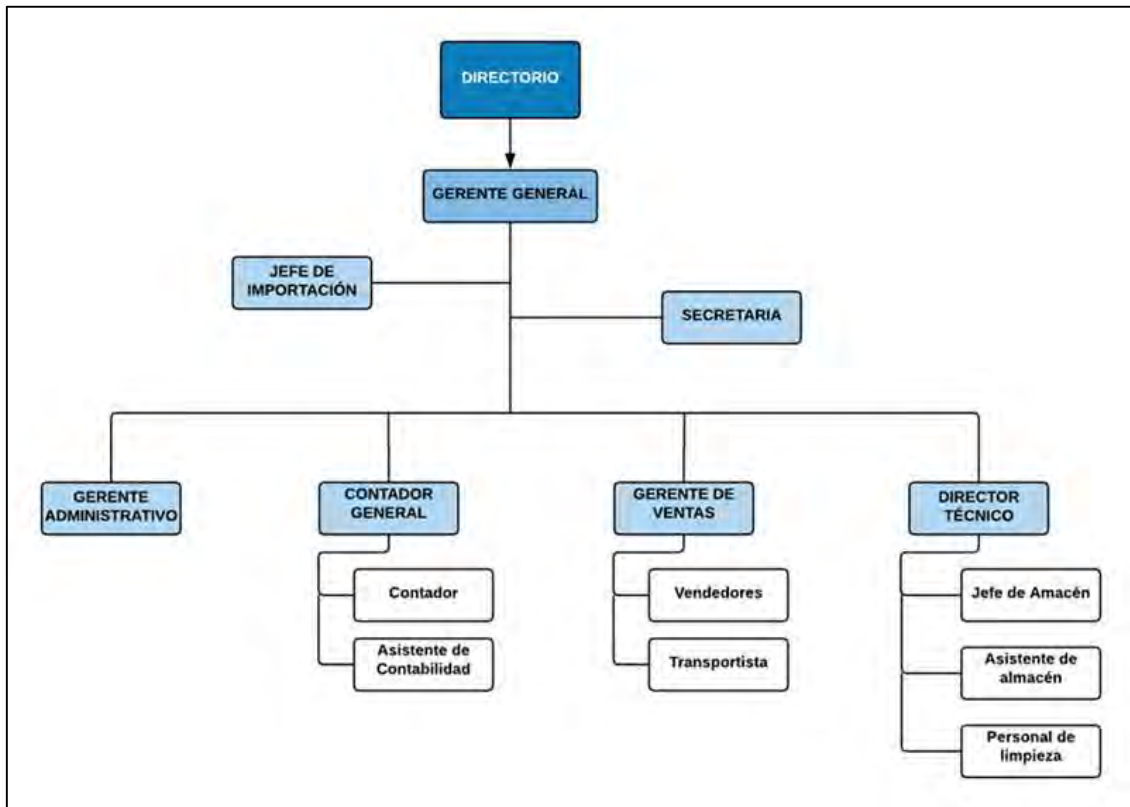 DIRECTORIO
GERENTE GENERAL
JEFE DE
IMPORTACIÓN
SECRETARIA
GERENTE
ADMINISTRATIVO
CONTADOR
GENERAL
GERENTE DE
VENTAS
DIRECTOR
TÉCNICO
Contador
Asistente de
Contabilidad
Vendedores
Transportista
Jefe de Amacén
Asistente de
almacén
Personal de
limpieza